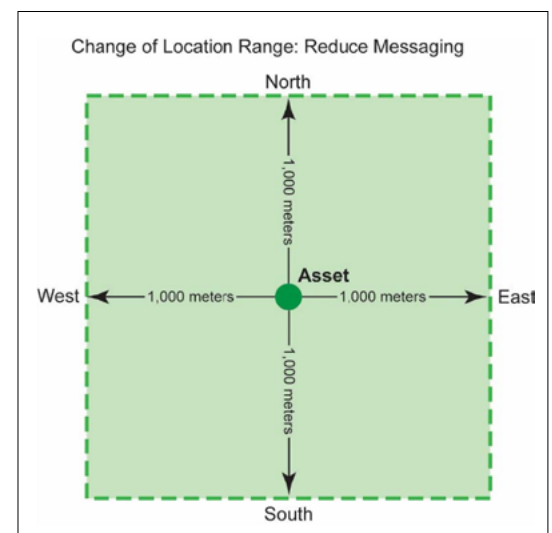 Change of Location Range: Reduce Messaging
North
1,000 meters
Asset
West
1,000 meters
1,000 meters
East
1,000 meters
South